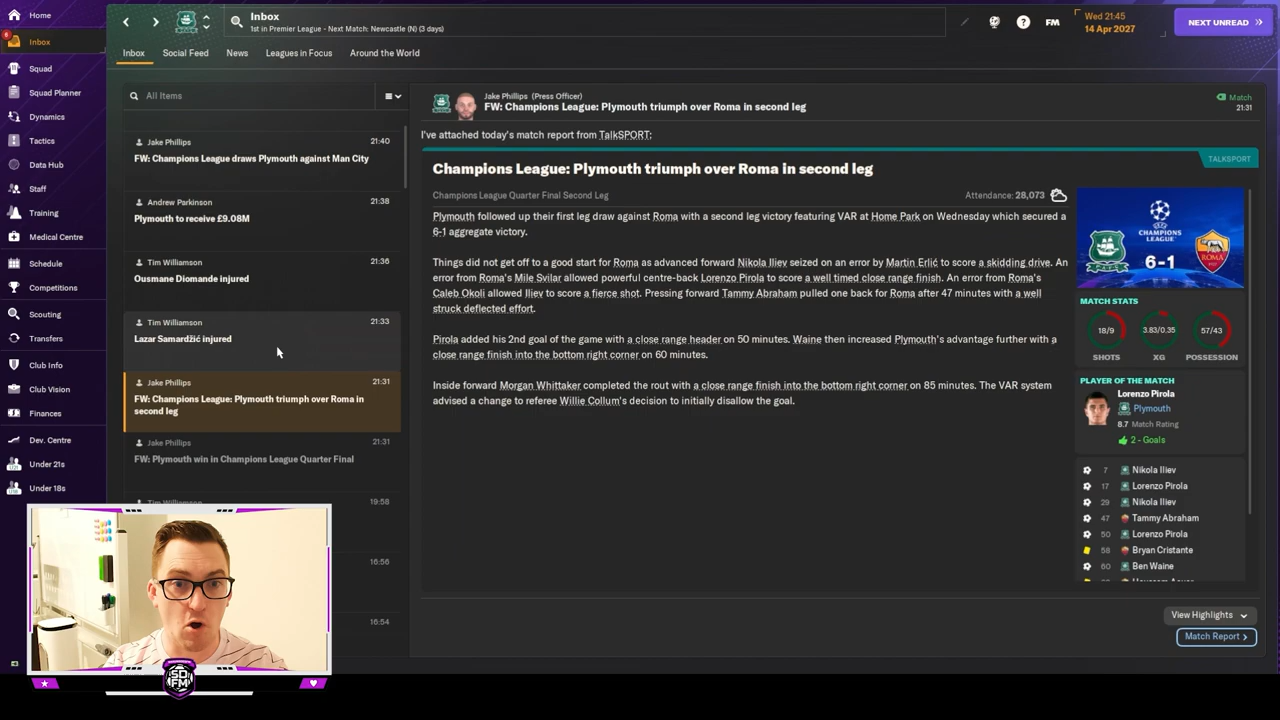 Home
Inbox
Squad
Squad Planner
Dynamics
Tactics
Data Hub
Staff
Training
Medical Centre
Schedule
Competitions
Scouting
Transfers
Club Info
Club Vision
Finances
Dev. Centre
Under 21s
Under 18s
Inbox
1st in Premier League - Next Match: Newcastle (N) (3 days)
FM
Wed 21:45
14 Apr 2027
NEXT UNREAD
Inbox Social Feed News Leagues in Focus Around the World
All Items
Jake Phillips 21:40
FW: Champions League draws Plymouth against Man City
Andrew Parkinson 21:38
Plymouth to receive £9.08M
Tim Williamson 21:36
Ousmane Diomande injured
Tim Williamson 21:33
Lazar Samardžić injured
Jake Phillips 21:31
FW: Champions League: Plymouth triumph over Roma in
second leg
Jake Phillips 21:31
FW: Plymouth win in Champions League Quarter Final
Tim Williamson 19:58
16:56
16:54
Jake Phillips (Press Officer)
FW: Champions League: Plymouth triumph over Roma in second leg
Match
21:31
I've attached today's match report from TalkSPORT:
TALKSPORT
Champions League: Plymouth triumph over Roma in second leg
Champions League Quarter Final Second Leg
Attendance: 28,073
Plymouth followed up their first leg draw against Roma with a second leg victory featuring VAR at Home Park on Wednesday which secured a
6-1 aggregate victory.
Things did not get off to a good start for Roma as advanced forward Nikola Iliev seized on an error by Martin Erlić to score a skidding drive. An
error from Roma's Mile Svilar allowed powerful centre-back Lorenzo Pirola to score a well timed close range finish. An error from Roma's
Caleb Okoli allowed Iliev to score a fierce shot. Pressing forward Tammy Abraham pulled one back for Roma after 47 minutes with a well
struck deflected effort.
Pirola added his 2nd goal of the game with a close range header on 50 minutes. Waine then increased Plymouth's advantage further with a
close range finish into the bottom right corner on 60 minutes.
Inside forward Morgan Whittaker completed the rout with a close range finish into the bottom right corner on 85 minutes. The VAR system
advised a change to referee Willie Collum's decision to initially disallow the goal.
CHAMPIONS
LEAGUE
6-1
ROMA
MATCH STATS
18/9 3.83/0.35 57/43
SHOTS XG POSSESSION
PLAYER OF THE MATCH
Lorenzo Pirola
Plymouth
8.7 Match Rating
2 - Goals
7 Nikola Iliev
17 Lorenzo Pirola
29 Nikola Iliev
47 Tammy Abraham
50 Lorenzo Pirola
58 Bryan Cristante
60 Ben Waine
View Highlights
Match Report
SDFM